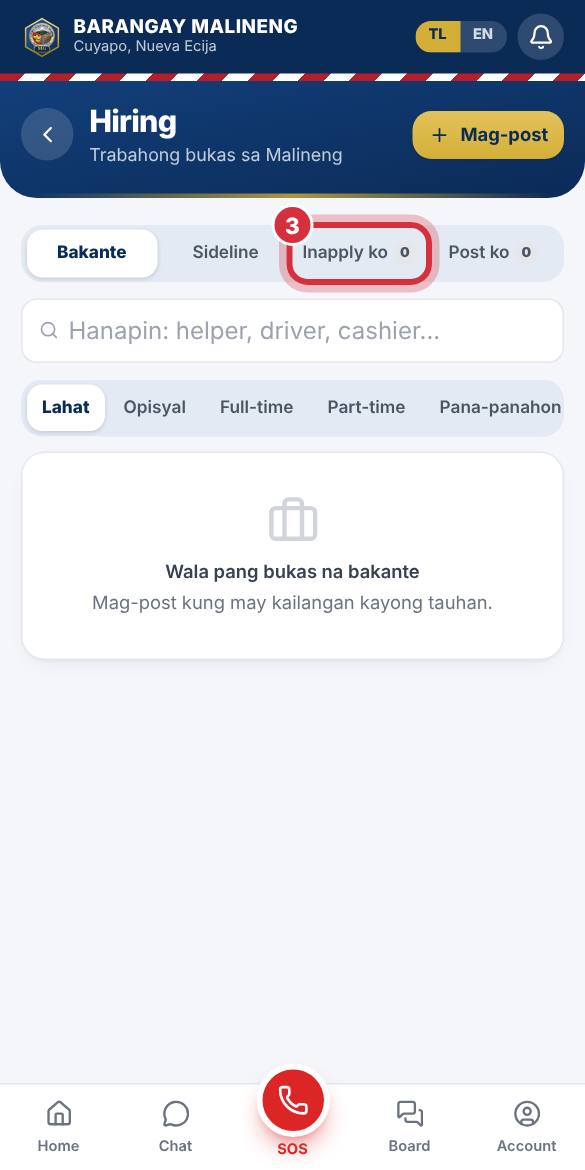 BARANGAY MALINENG
Cuyapo, Nueva Ecija
TL EN
Hiring
Trabahong bukas sa Malineng
+ Mag-post
3
Bakante Sideline Inapply ko 0 Post ko 0
Hanapin: helper, driver, cashier...
Lahat Opisyal Full-time Part-time Pana-panahon
Wala pang bukas na bakante
Mag-post kung may kailangan kayong tauhan.
Home Chat SOS Board Account